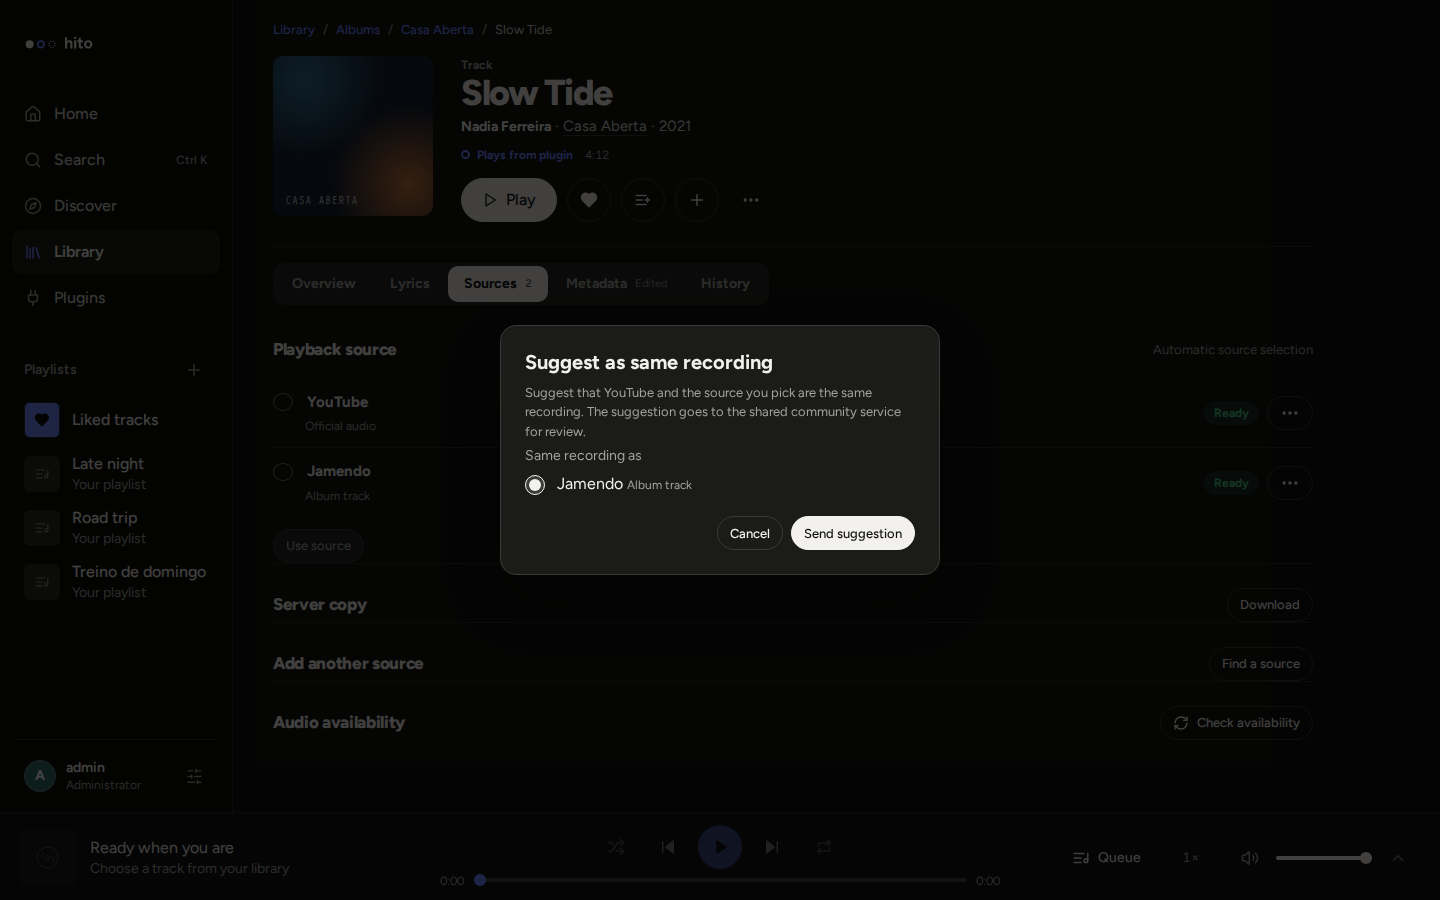 hito
Home
Search Ctrl K
Discover
Library
Plugins
Playlists
Liked tracks
Late night
Your playlist
Road trip
Your playlist
Treino de domingo
Your playlist
A
admin
Administrator
Library / Albums / Casa Aberta / Slow Tide
CASA ABERTA
Track
Slow Tide
Nadia Ferreira · Casa Aberta · 2021
Plays from plugin 4:12
Play
Overview Lyrics Sources 2 Metadata Edited History
Playback source Automatic source selection
YouTube
Official audio
Ready
Jamendo
Album track
Ready
Use source
Suggest as same recording
Suggest that YouTube and the source you pick are the same
recording. The suggestion goes to the shared community service
for review.
Same recording as
Jamendo Album track
Cancel Send suggestion
Server copy Download
Add another source Find a source
Audio availability Check availability
Ready when you are
Choose a track from your library
0:00 0:00
Queue 1×